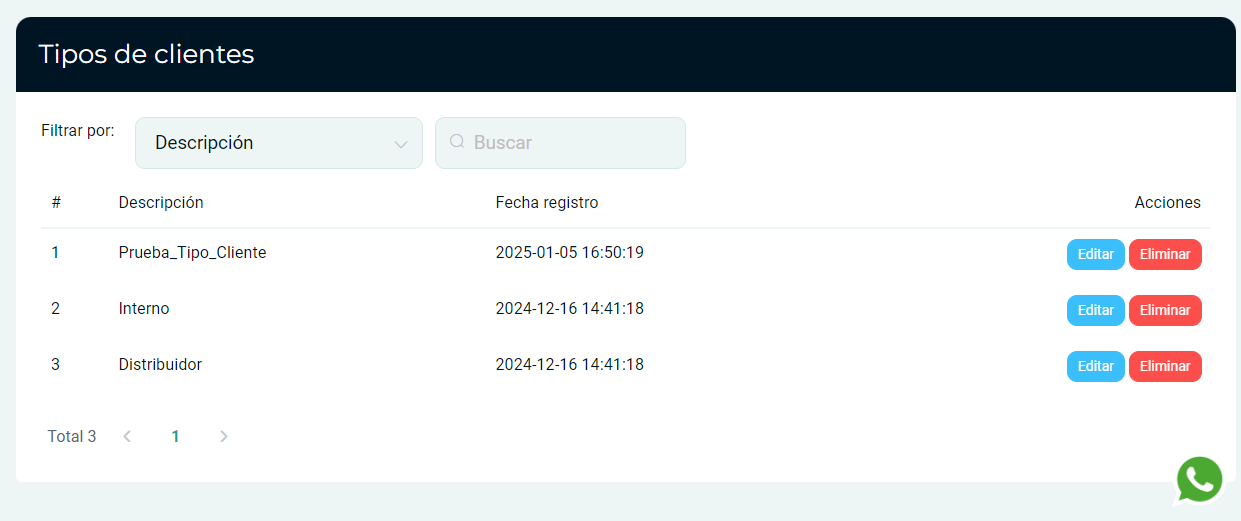 Tipos de clientes
Filtrar por: Descripción Buscar
# Descripción Fecha registro Acciones
1 Prueba_Tipo_Cliente 2025-01-05 16:50:19 Editar Eliminar
2 Interno 2024-12-16 14:41:18 Editar Eliminar
3 Distribuidor 2024-12-16 14:41:18 Editar Eliminar
Total 3 1